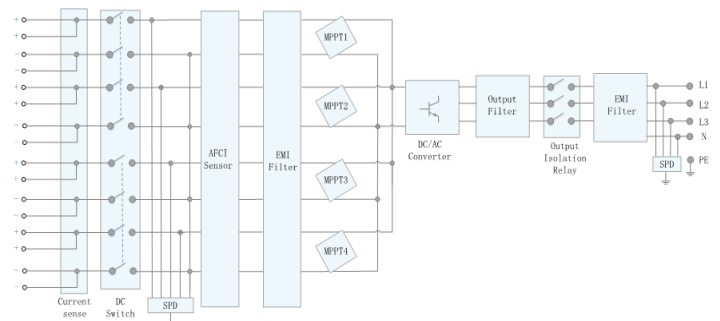 +
+
-
-
+
+
-
-
+
+
-
-
+
+
-
-
Current
sense
DC
Switch
SPD
AFCI
Sensor
EMI
Filter
MPPT1
MPPT2
MPPT3
MPPT4
DC/AC
Converter
Output
Filter
Output
Isolation
Relay
EMI
Filter
SPD
L1
L2
L3
N
PE